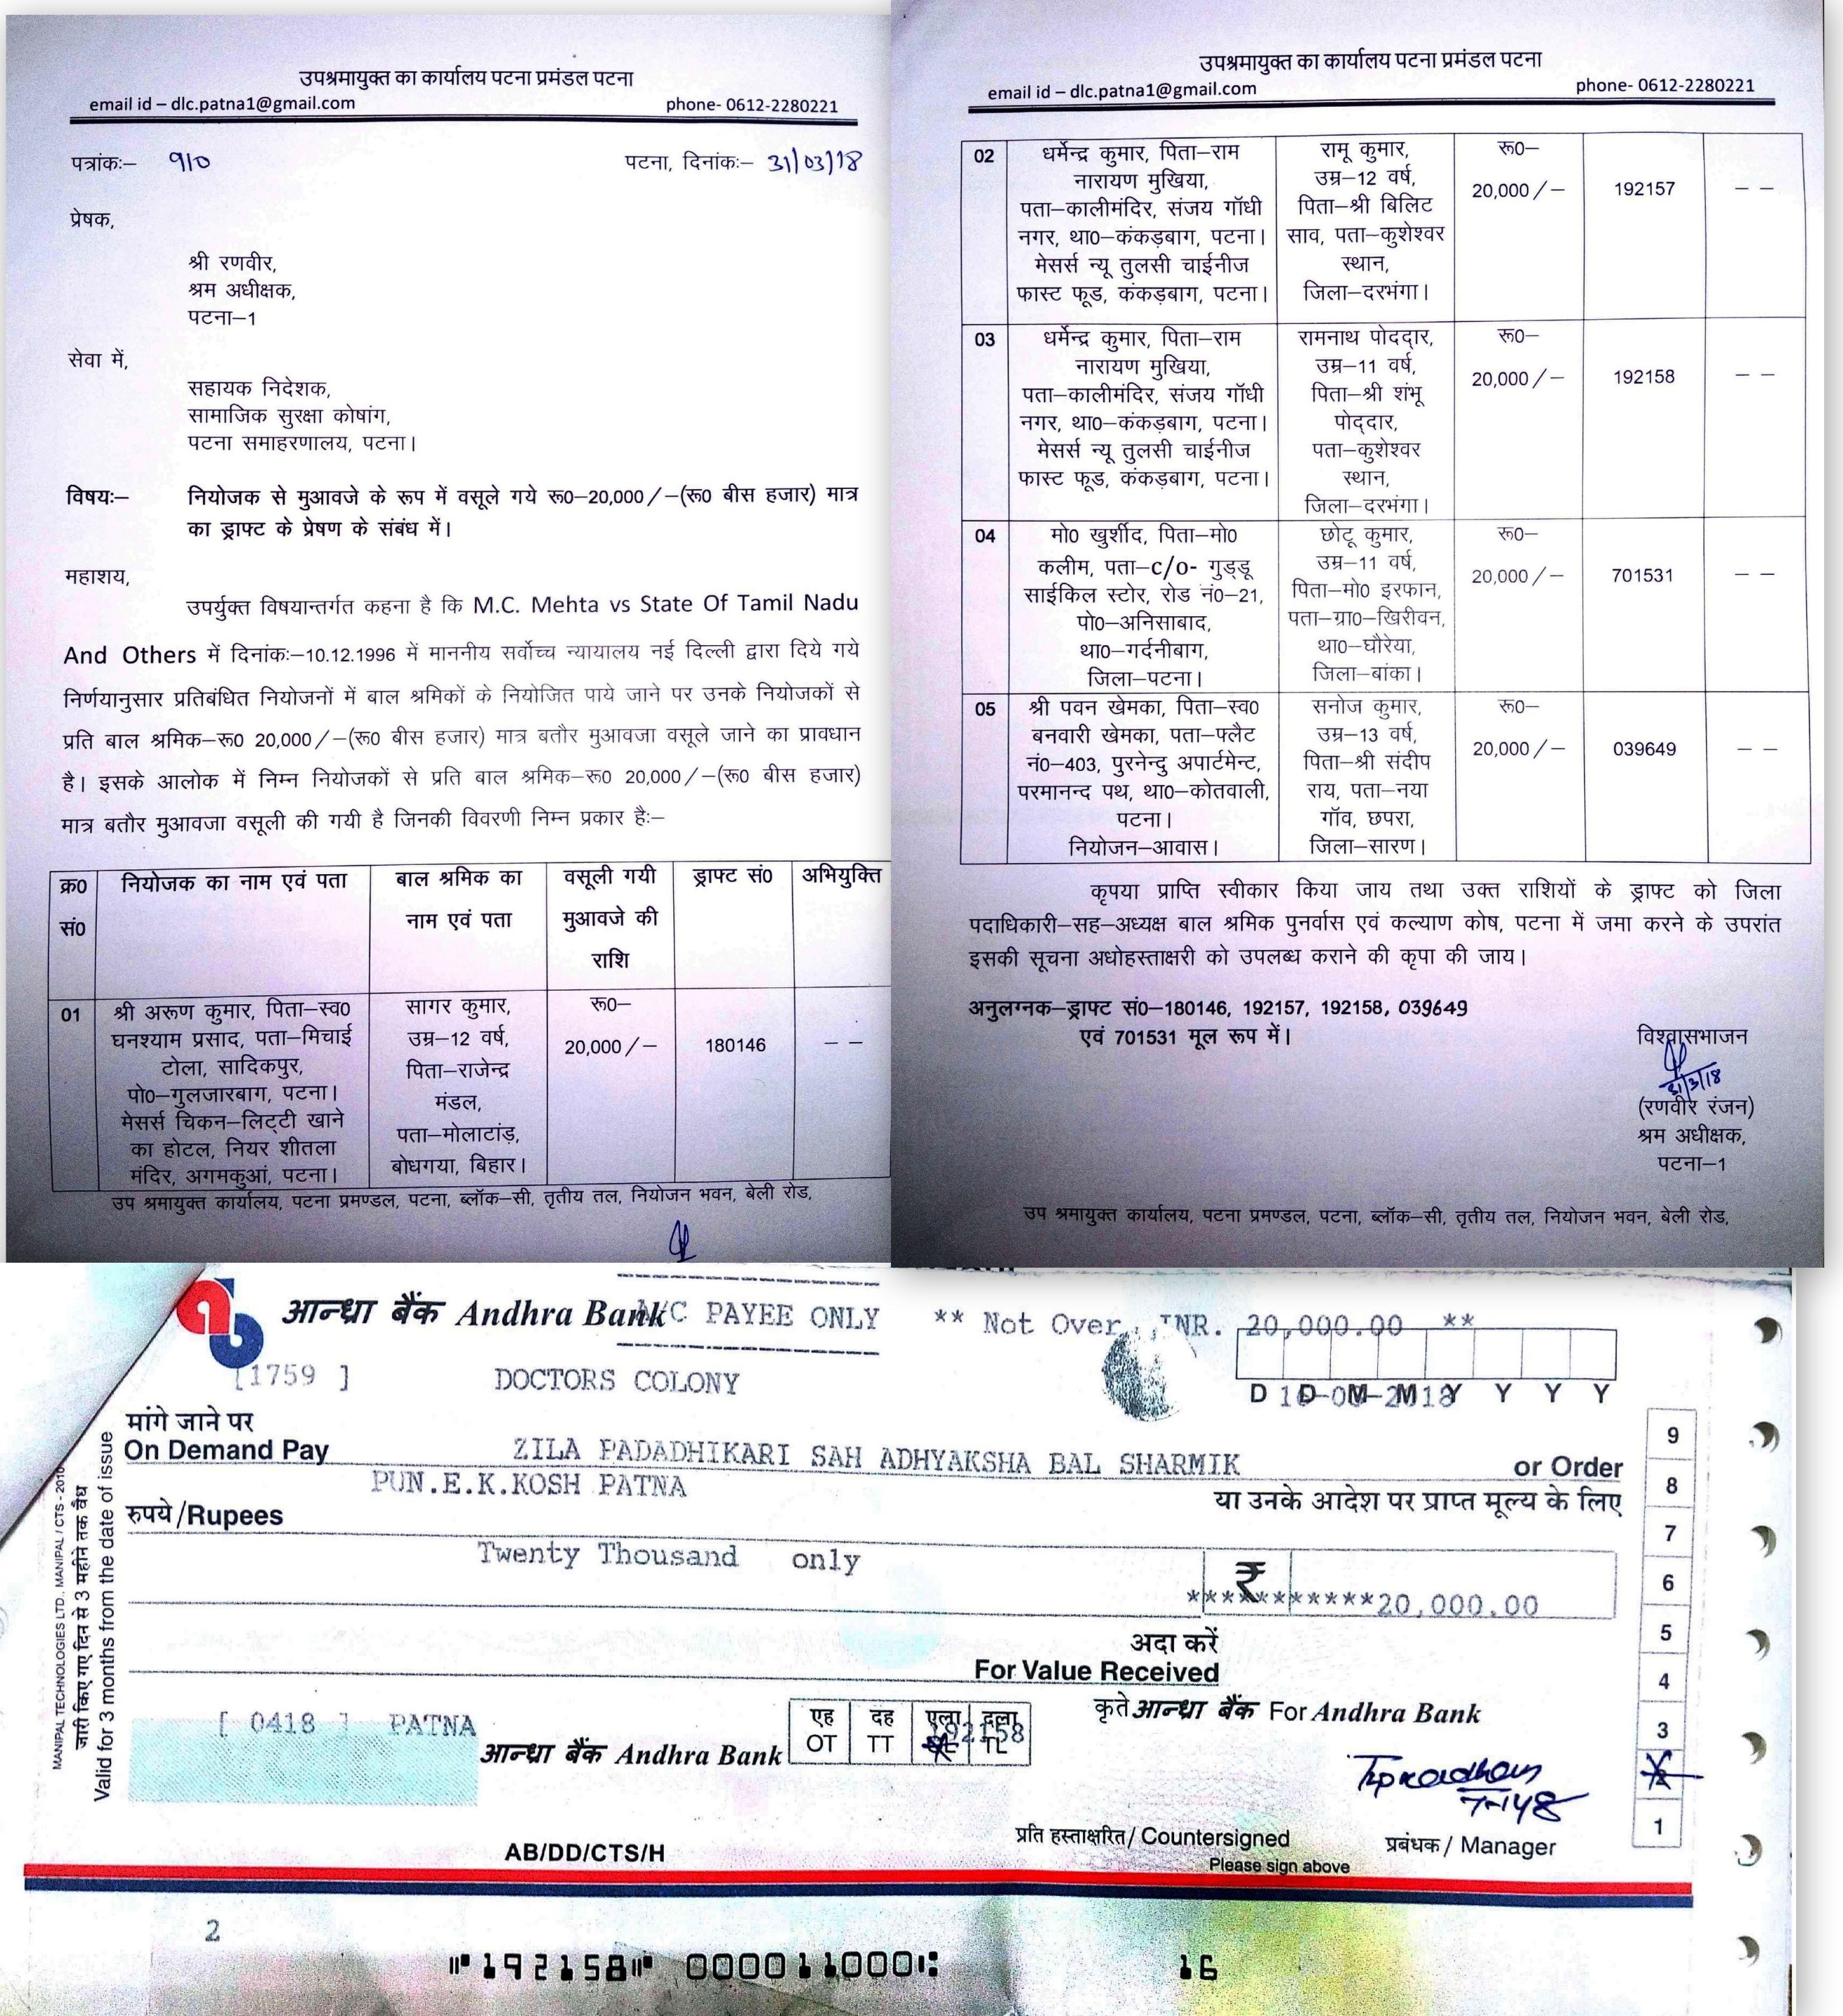 उपश्रमायुक्त का कार्यालय पटना प्रमंडल पटना
email id – dlc.patna1@gmail.com phone- 0612-2280221
पत्रांकः– 910 पटना, दिनांकः– 31/03/18
प्रेषक,
श्री रणवीर,
श्रम अधीक्षक,
पटना–1
सेवा में,
सहायक निदेशक,
सामाजिक सुरक्षा कोषांग,
पटना समाहरणालय, पटना।
विषयः– नियोजक से मुआवजे के रूप में वसूले गये रू0–20,000/–(रू0 बीस हजार) मात्र
का ड्राफ्ट के प्रेषण के संबंध में।
महाशय,
उपर्युक्त विषयान्तर्गत कहना है कि M.C. Mehta vs State Of Tamil Nadu
And Others में दिनांकः–10.12.1996 में माननीय सर्वोच्च न्यायालय नई दिल्ली द्वारा दिये गये
निर्णयानुसार प्रतिबंधित नियोजनों में बाल श्रमिकों के नियोजित पाये जाने पर उनके नियोजकों से
प्रति बाल श्रमिक–रू0 20,000/–(रू0 बीस हजार) मात्र बतौर मुआवजा वसूले जाने का प्रावधान
है। इसके आलोक में निम्न नियोजकों से प्रति बाल श्रमिक–रू0 20,000/–(रू0 बीस हजार)
मात्र बतौर मुआवजा वसूली की गयी है जिनकी विवरणी निम्न प्रकार हैः–
क्र0 नियोजक का नाम एवं पता बाल श्रमिक का वसूली गयी ड्राफ्ट सं0 अभियुक्ति
सं0 नाम एवं पता मुआवजे की
राशि
01 श्री अरूण कुमार, पिता–स्व0 सागर कुमार, रू0–
घनश्याम प्रसाद, पता–मिचाई उम्र–12 वर्ष, 20,000/– 180146 – –
टोला, सादिकपुर, पिता–राजेन्द्र
पो0–गुलजारबाग, पटना। मंडल,
मेसर्स चिकन–लिट्टी खाने पता–मोलाटांड़,
का होटल, नियर शीतला बोधगया, बिहार।
मंदिर, अगमकुआं, पटना।
उप श्रमायुक्त कार्यालय, पटना प्रमण्डल, पटना, ब्लॉक–सी, तृतीय तल, नियोजन भवन, बेली रोड,
उपश्रमायुक्त का कार्यालय पटना प्रमंडल पटना
email id – dlc.patna1@gmail.com phone- 0612-2280221
02 धर्मेन्द्र कुमार, पिता–राम रामू कुमार, रू0–
नारायण मुखिया, उम्र–12 वर्ष, 20,000/– 192157 – –
पता–कालीमंदिर, संजय गॉधी पिता–श्री बिलिट
नगर, था0–कंकड़बाग, पटना। साव, पता–कुशेश्वर
मेसर्स न्यू तुलसी चाईनीज स्थान,
फास्ट फूड, कंकड़बाग, पटना। जिला–दरभंगा।
03 धर्मेन्द्र कुमार, पिता–राम रामनाथ पोददार, रू0–
नारायण मुखिया, उम्र–11 वर्ष, 20,000/– 192158 – –
पता–कालीमंदिर, संजय गॉधी पिता–श्री शंभू
नगर, था0–कंकड़बाग, पटना। पोद्दार,
मेसर्स न्यू तुलसी चाईनीज पता–कुशेश्वर
फास्ट फूड, कंकड़बाग, पटना। स्थान,
जिला–दरभंगा।
04 मो0 खुर्शीद, पिता–मो0 छोटू कुमार, रू0–
कलीम, पता–c/o- गुड्डू उम्र–11 वर्ष, 20,000/– 701531 – –
साईकिल स्टोर, रोड नं0–21, पिता–मो0 इरफान,
पो0–अनिसाबाद, पता–ग्रा0–खिरीवन,
था0–गर्दनीबाग, था0–घौरेया,
जिला–पटना। जिला–बांका।
05 श्री पवन खेमका, पिता–स्व0 सनोज कुमार, रू0–
बनवारी खेमका, पता–फ्लैट उम्र–13 वर्ष, 20,000/– 039649 – –
नं0–403, पुरनेन्दु अपार्टमेन्ट, पिता–श्री संदीप
परमानन्द पथ, था0–कोतवाली, राय, पता–नया
पटना। गॉव, छपरा,
नियोजन–आवास। जिला–सारण।
कृपया प्राप्ति स्वीकार किया जाय तथा उक्त राशियों के ड्राफ्ट को जिला
पदाधिकारी–सह–अध्यक्ष बाल श्रमिक पुनर्वास एवं कल्याण कोष, पटना में जमा करने के उपरांत
इसकी सूचना अधोहस्ताक्षरी को उपलब्ध कराने की कृपा की जाय।
अनुलग्नक–ड्राफ्ट सं0–180146, 192157, 192158, 039649
एवं 701531 मूल रूप में।
विश्वासभाजन
31/3/18
(रणवीर रंजन)
श्रम अधीक्षक,
पटना–1
उप श्रमायुक्त कार्यालय, पटना प्रमण्डल, पटना, ब्लॉक–सी, तृतीय तल, नियोजन भवन, बेली रोड,
आन्ध्रा बैंक Andhra Bank A/C PAYEE ONLY ** Not Over INR. 20,000.00 **
[1759 ] DOCTORS COLONY
D D M M Y Y Y Y
मांगे जाने पर
On Demand Pay ZILA PADADHIKARI SAH ADHYAKSHA BAL SHARMIK or Order
PUN.E.K.KOSH PATNA या उनके आदेश पर प्राप्त मूल्य के लिए
रुपये/Rupees
Twenty Thousand only
₹ ***********20,000.00
अदा करें
For Value Received
[ 0418 ] PATNA
आन्ध्रा बैंक Andhra Bank
एह दह एला दला
OT TT TL
192158
कृते आन्ध्रा बैंक For Andhra Bank
प्रति हस्ताक्षरित/ Countersigned
Please sign above
प्रबंधक/ Manager
AB/DD/CTS/H
9
8
7
6
5
4
3
2
1
MANIPAL TECHNOLOGIES LTD. MANIPAL / CTS - 2010
जारी किए गए दिन से 3 महीने तक वैध
Valid for 3 months from the date of issue
2
⑈192158⑈ 000011000⑆ 16